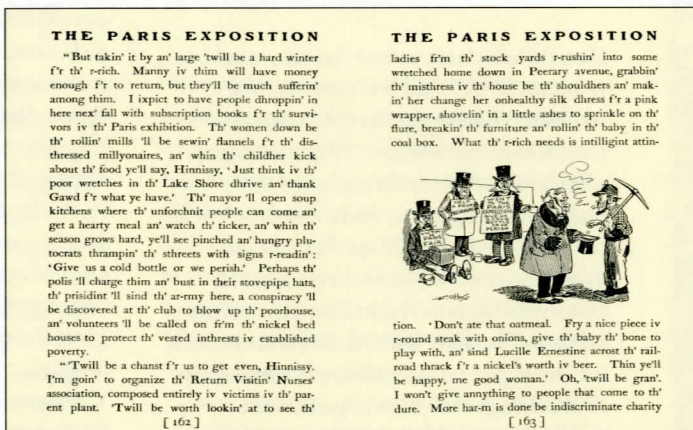 THE PARIS EXPOSITION
"But takin' it by an' large 'twill be a hard winter
f'r th' r-rich. Manny iv thim will have money
enough f'r to return, but they'll be much sufferin'
among thim. I ixpict to have people dhroppin' in
here nex' fall with subscription books f'r th' survi-
vors iv th' Paris exhibition. Th' women down be
th' rollin' mills 'll be sewin' flannels f'r th' dis-
thressed millyonaires, an' whin th' childher kick
about th' food ye'll say, Hinnissy, 'Just think iv th'
poor wretches in th' Lake Shore dhrive an' thank
Gawd f'r what ye have.' Th' mayor 'll open soup
kitchens where th' unforchnit people can come an'
get a hearty meal an' watch th' ticker, an' whin th'
season grows hard, ye'll see pinched an' hungry plu-
tocrats thrampin' th' sthreets with signs r-readin':
'Give us a cold bottle or we perish.' Perhaps th'
polis 'll charge thim an' bust in their stovepipe hats,
th' prisidint 'll sind th' ar-rmy here, a conspiracy 'll
be discovered at th' club to blow up th' poorhouse,
an' volunteers 'll be called on fr'm th' nickel bed
houses to protect th' vested inthrests iv established
poverty.
"'Twill be a chanst f'r us to get even, Hinnissy.
I'm goin' to organize th' Return Visitin' Nurses'
association, composed entirely iv victims iv th' par-
ent plant. 'Twill be worth lookin' at to see th'
[ 162 ]
THE PARIS EXPOSITION
ladies fr'm th' stock yards r-rushin' into some
wretched home down in Peerary avenue, grabbin'
th' misthress iv th' house be th' shouldhers an' mak-
in' her change her onhealthy silk dhress f'r a pink
wrapper, shovelin' in a little ashes to sprinkle on th'
flure, breakin' th' furniture an' rollin' th' baby in th'
coal box. What th' r-rich needs is intilligint attin-
tion. 'Don't ate that oatmeal. Fry a nice piece iv
r-round steak with onions, give th' baby th' bone to
play with, an' sind Lucille Ernestine acrost th' rail-
road thrack f'r a nickel's worth iv beer. Thin ye'll
be happy, me good woman.' Oh, 'twill be gran'.
I won't give annything to people that come to th'
dure. More har-m is done be indiscriminate charity
[ 163 ]